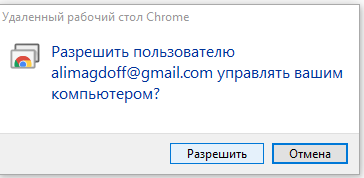 Удаленный рабочий стол Chrome
Разрешить пользователю
alimagdoff@gmail.com управлять вашим
компьютером?
Разрешить
Отмена